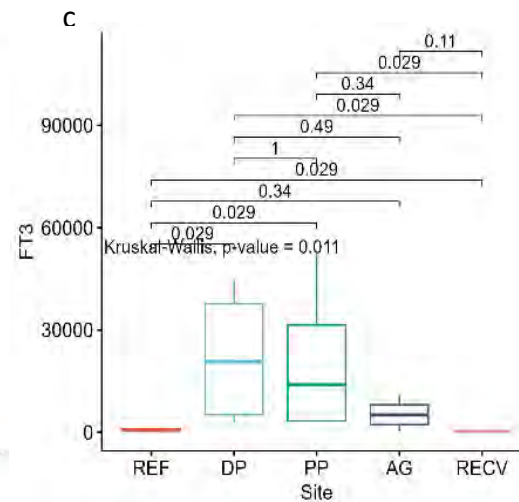 C
0.11
0.029
0.34
0.029
0.49
1
0.029
0.34
0.029
0.029
Kruskal-Wallis, p-value = 0.011
90000
60000
30000
0
FT3
REF DP PP AG RECV
Site